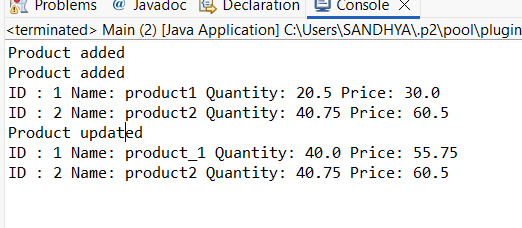 Problems @ Javadoc Declaration Console
<terminated> Main (2) [Java Application] C:\Users\SANDHYA\.p2\pool\plugin
Product added
Product added
ID : 1 Name: product1 Quantity: 20.5 Price: 30.0
ID : 2 Name: product2 Quantity: 40.75 Price: 60.5
Product updated
ID : 1 Name: product_1 Quantity: 40.0 Price: 55.75
ID : 2 Name: product2 Quantity: 40.75 Price: 60.5